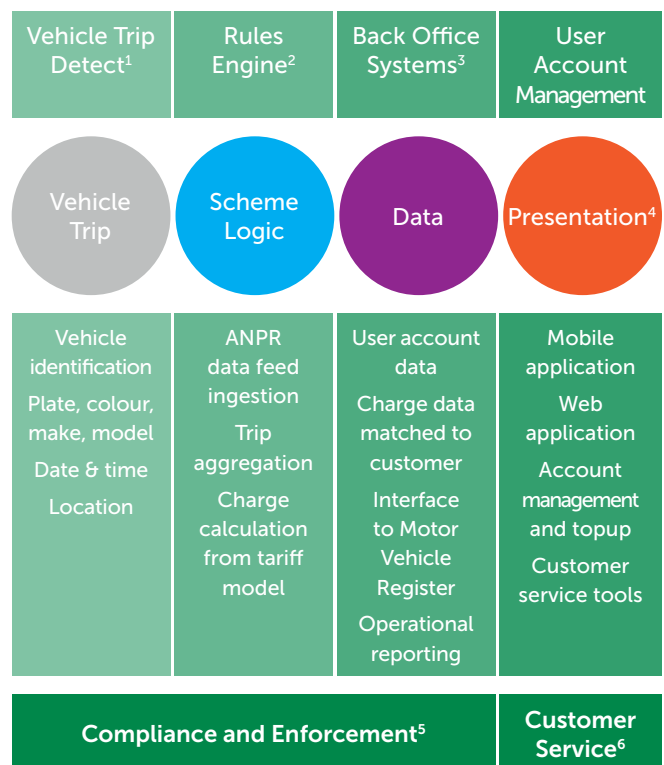 Vehicle Trip
Detect¹
Rules
Engine²
Back Office
Systems³
User
Account
Management
Vehicle
Trip
Scheme
Logic
Data
Presentation⁴
Vehicle
identification
Plate, colour,
make, model
Date & time
Location
ANPR
data feed
ingestion
Trip
aggregation
Charge
calculation
from tariff
model
User account
data
Charge data
matched to
customer
Interface
to Motor
Vehicle
Register
Operational
reporting
Mobile
application
Web
application
Account
management
and topup
Customer
service tools
Compliance and Enforcement⁵
Customer
Service⁶